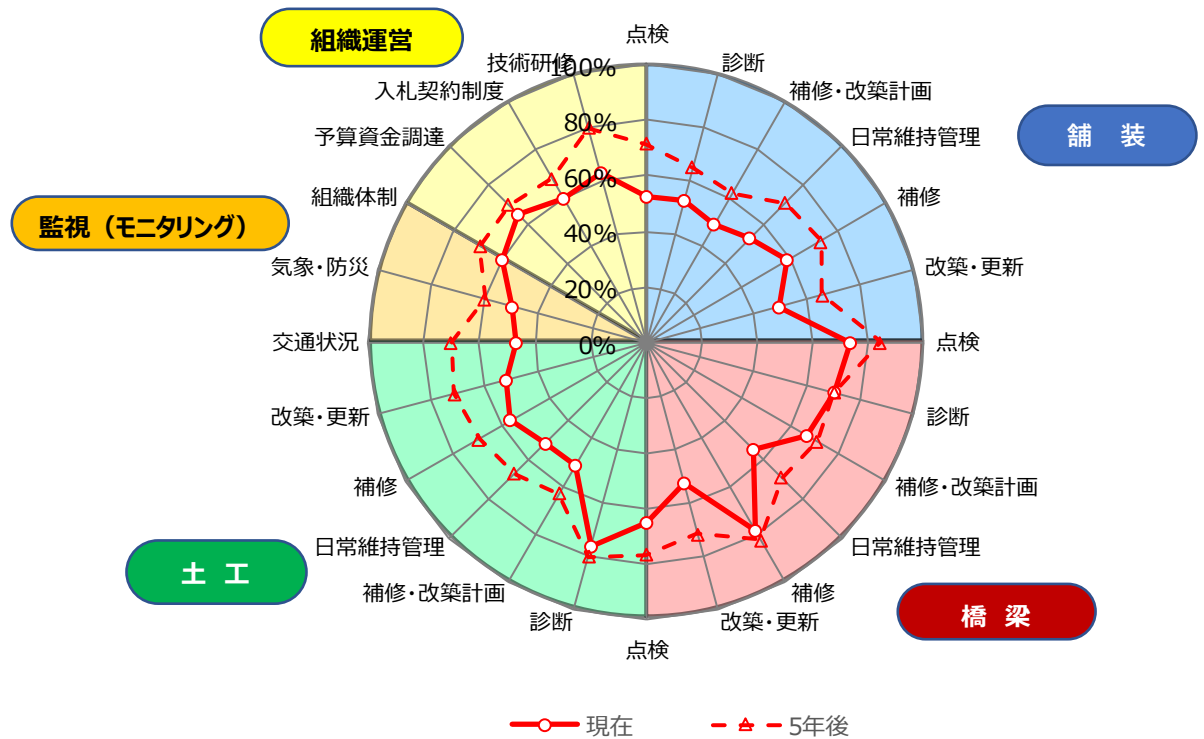 組織運営
点検
技術研修
診断
100%
入札契約制度
補修・改築計画
80%
予算資金調達
日常維持管理
舗 装
60%
組織体制
補修
監視（モニタリング）
40%
気象・防災
改築・更新
20%
交通状況
0%
点検
改築・更新
診断
補修
補修・改築計画
日常維持管理
日常維持管理
土 工
補修・改築計画
補修
橋 梁
診断
改築・更新
点検
現在
5年後